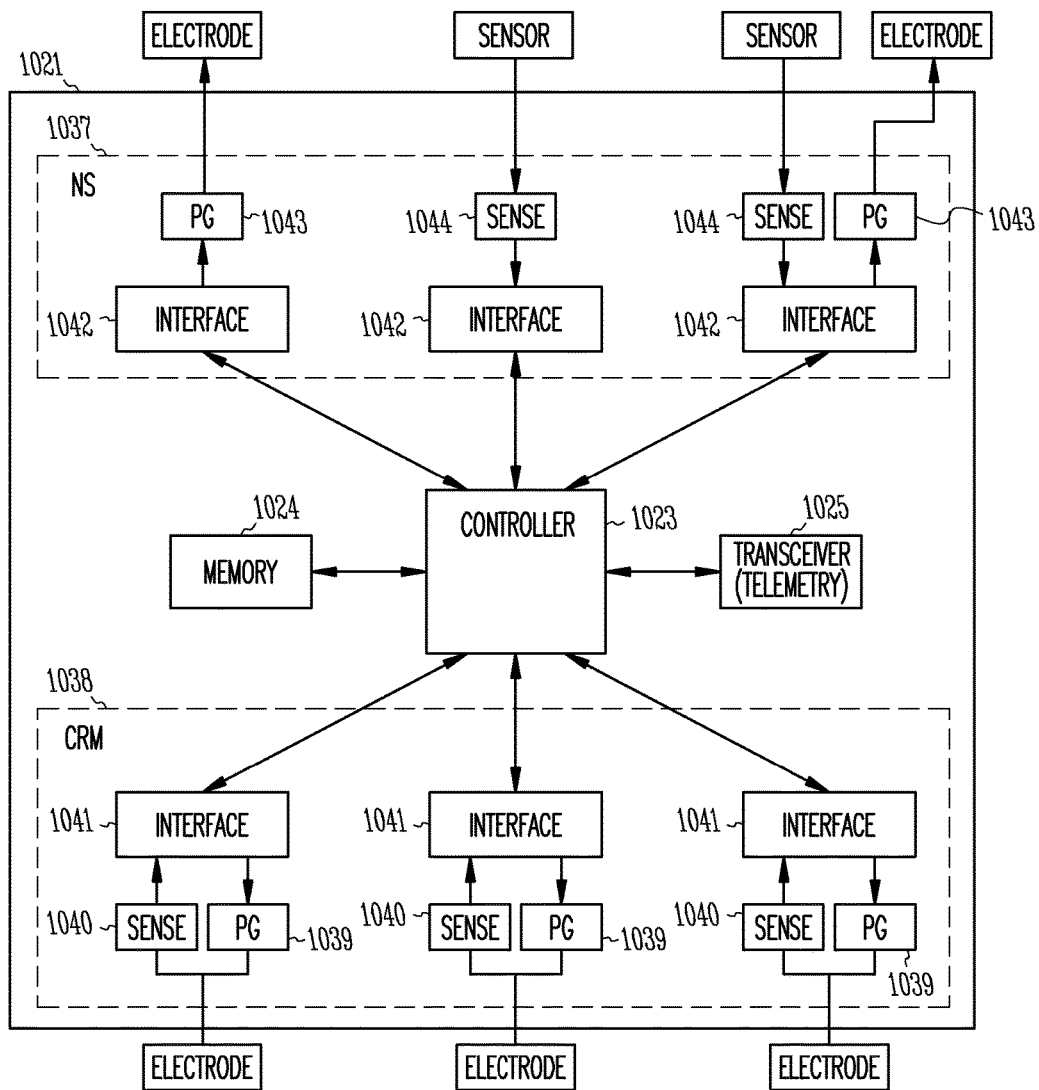 ELECTRODE SENSOR SENSOR ELECTRODE
1021
1037
NS
PG 1043 1044 SENSE 1044 SENSE PG 1043
1042 INTERFACE 1042 INTERFACE 1042 INTERFACE
1024 CONTROLLER 1023 1025
MEMORY TRANSCEIVER
(TELEMETRY)
1038
CRM
1041 INTERFACE 1041 INTERFACE 1041 INTERFACE
1040 SENSE PG 1039 1040 SENSE PG 1039 1040 SENSE PG 1039
ELECTRODE ELECTRODE ELECTRODE